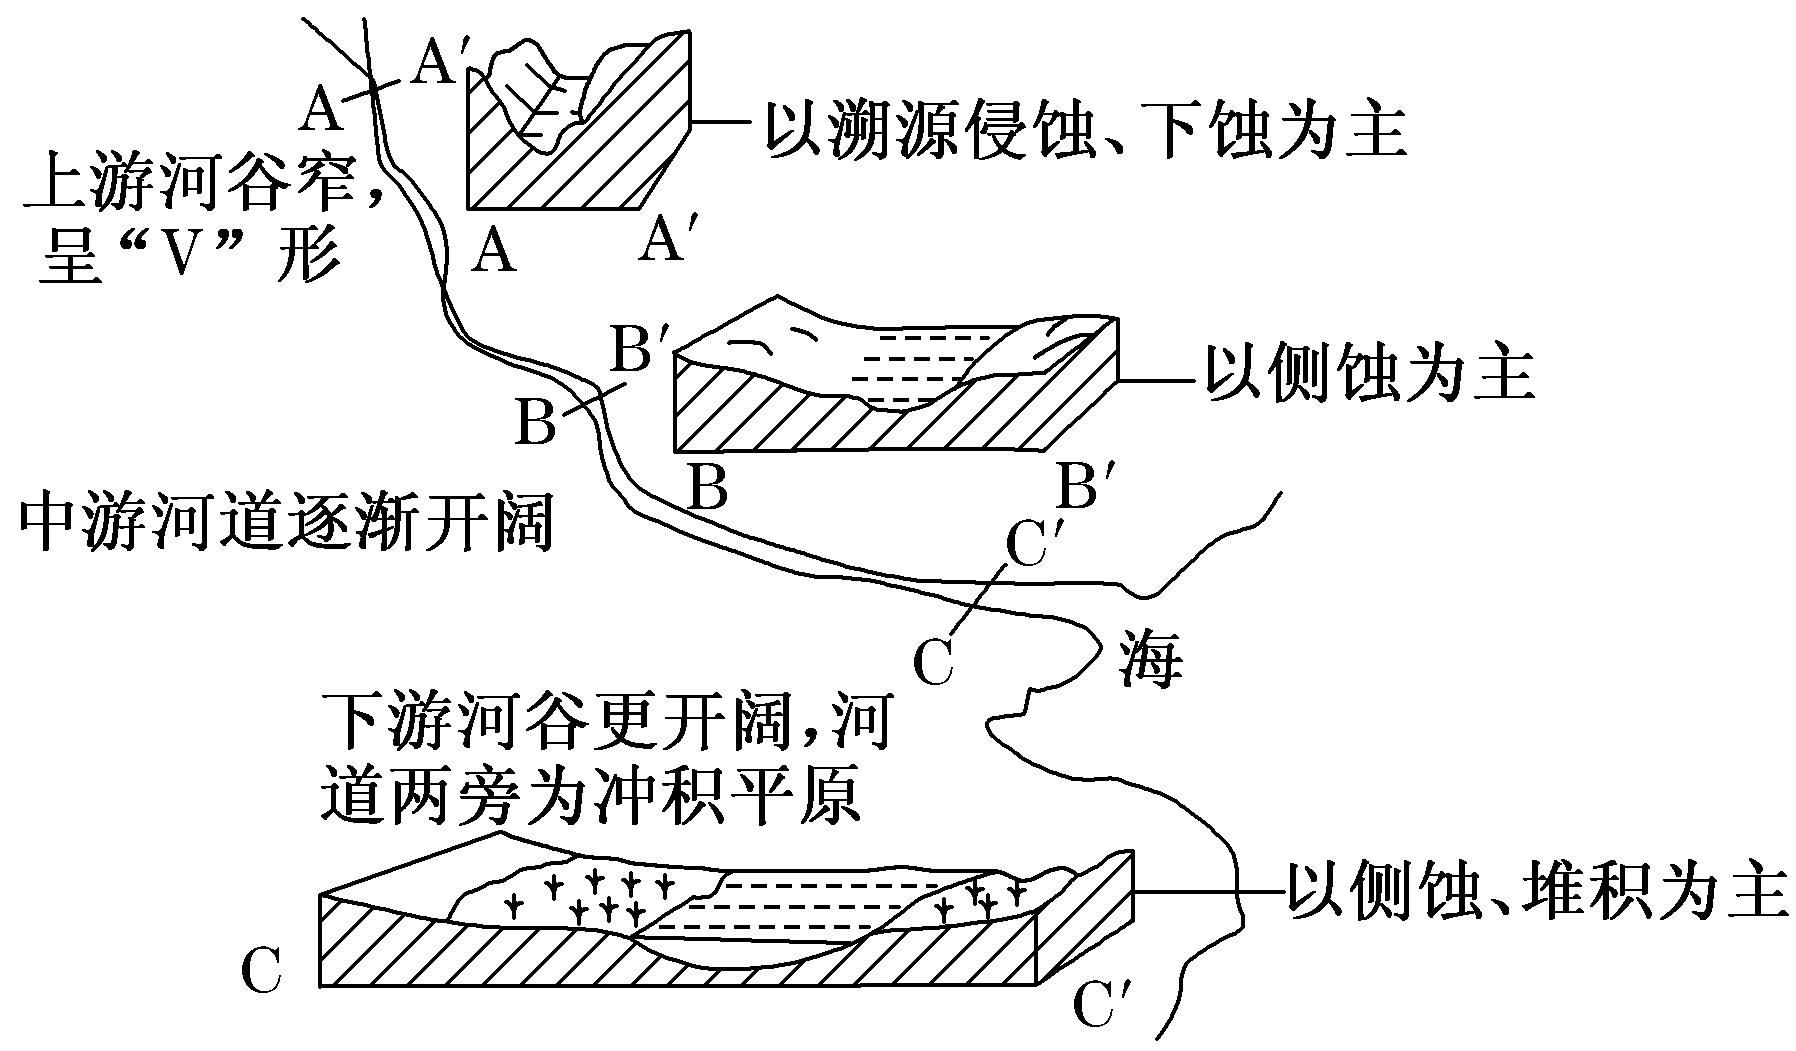 A
A′
以溯源侵蚀、下蚀为主
上游河谷窄，
呈“V”形
A
A′
B′
B
以侧蚀为主
B
B′
中游河道逐渐开阔
C′
C
海
下游河谷更开阔，河
道两旁为冲积平原
以侧蚀、堆积为主
C
C′